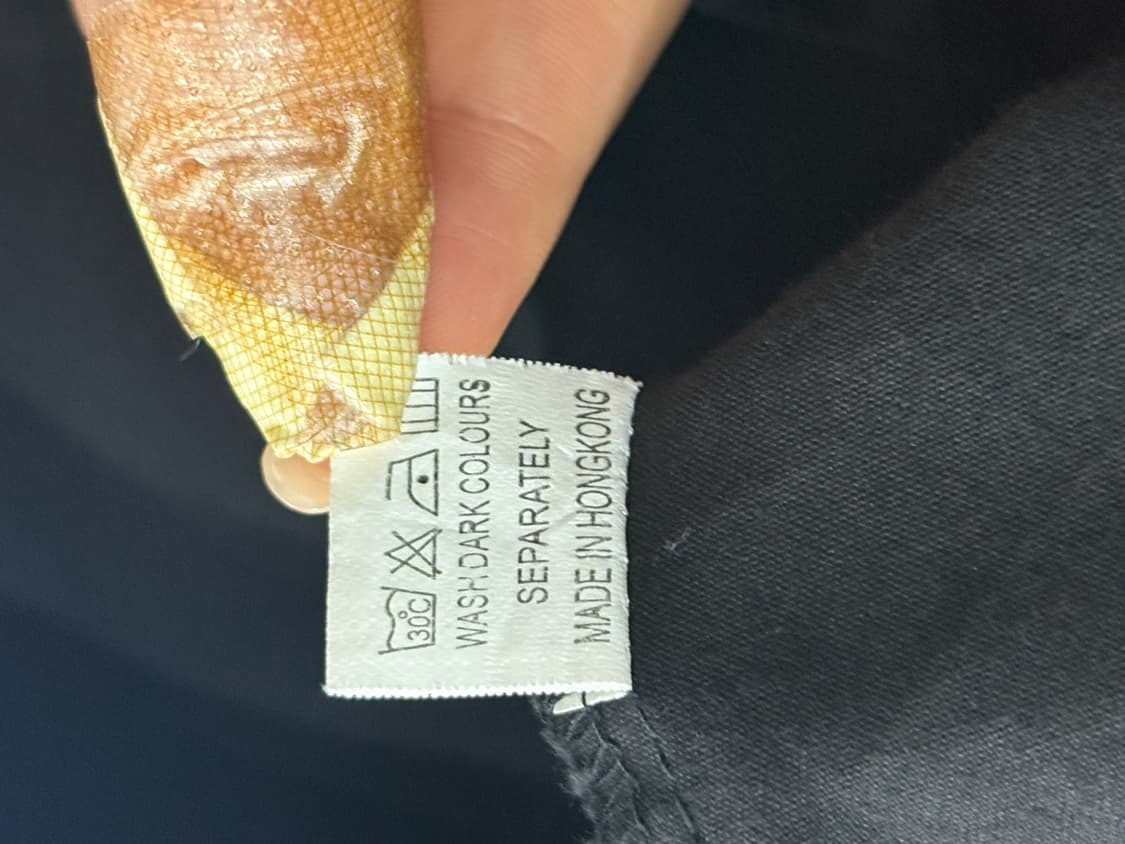 30°C
WASH DARK COLOURS
SEPARATELY
MADE IN HONGKONG